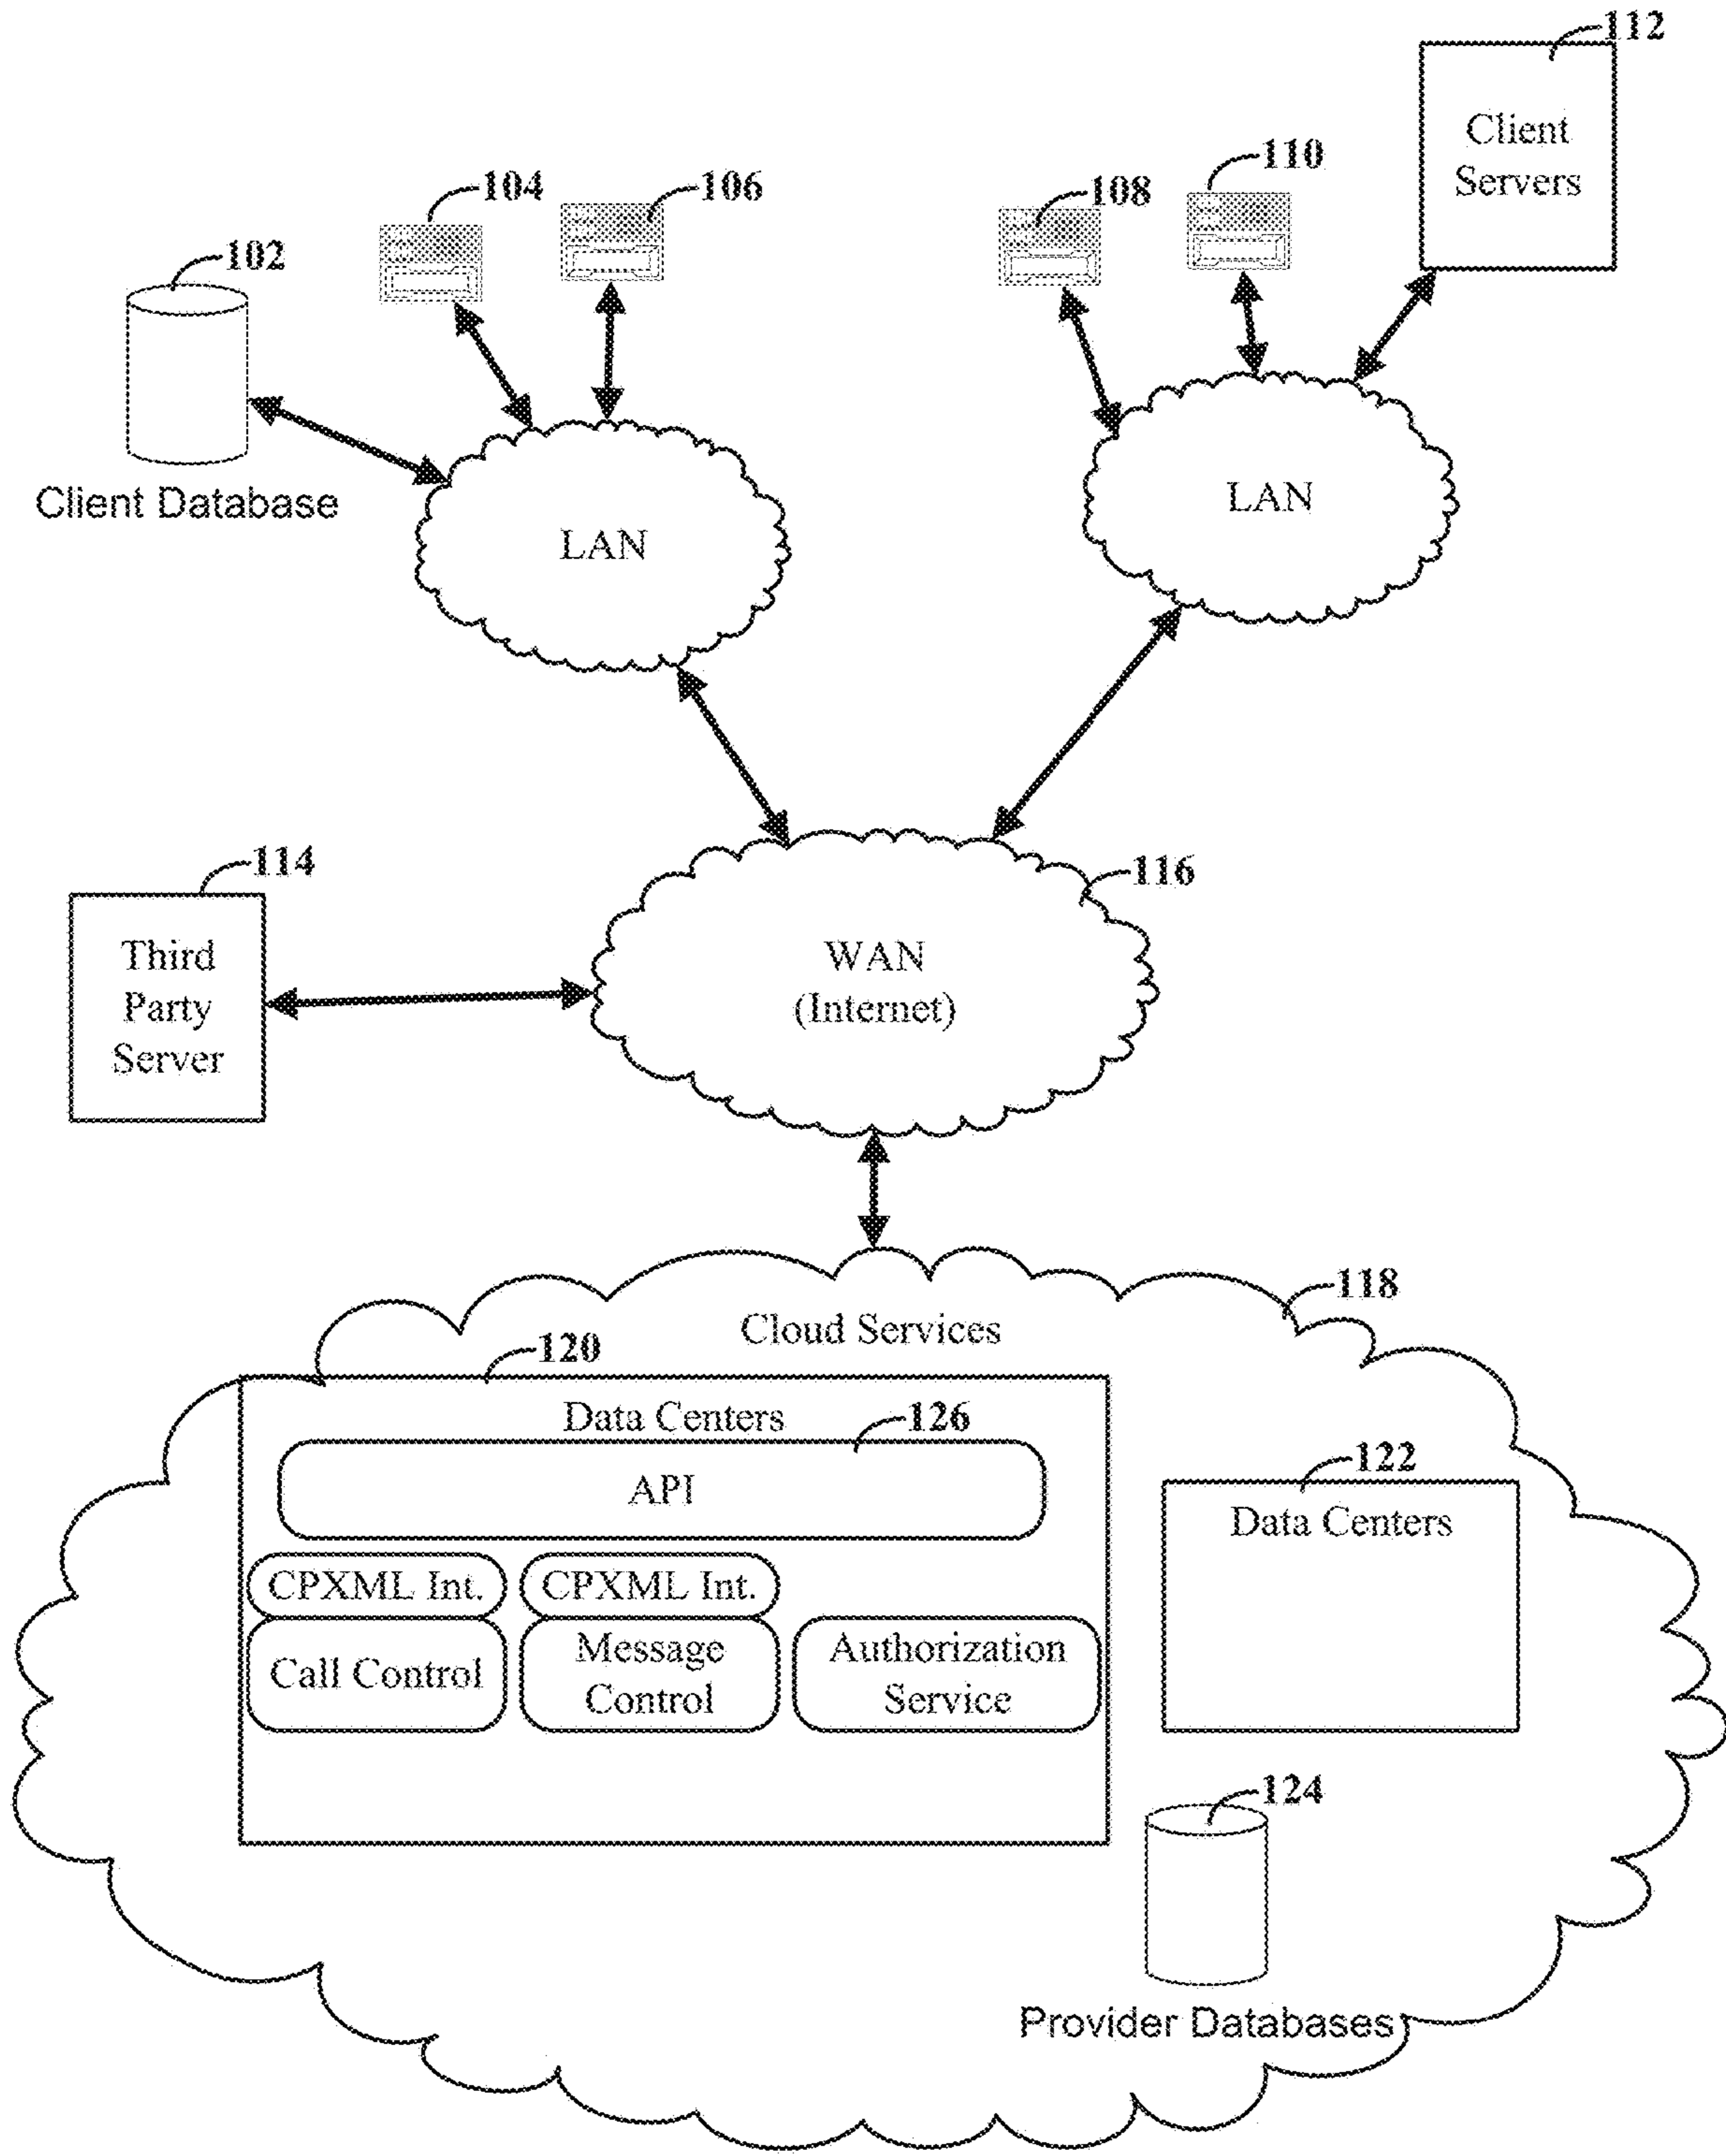 112
Client
Servers
104
106
108
110
102
Client Database
LAN
LAN
114
Third
Party
Server
116
WAN
(Internet)
118
Cloud Services
120
Data Centers
126
API
122
Data Centers
CPXML Int.
CPXML Int.
Call Control
Message
Control
Authorization
Service
124
Provider Databases